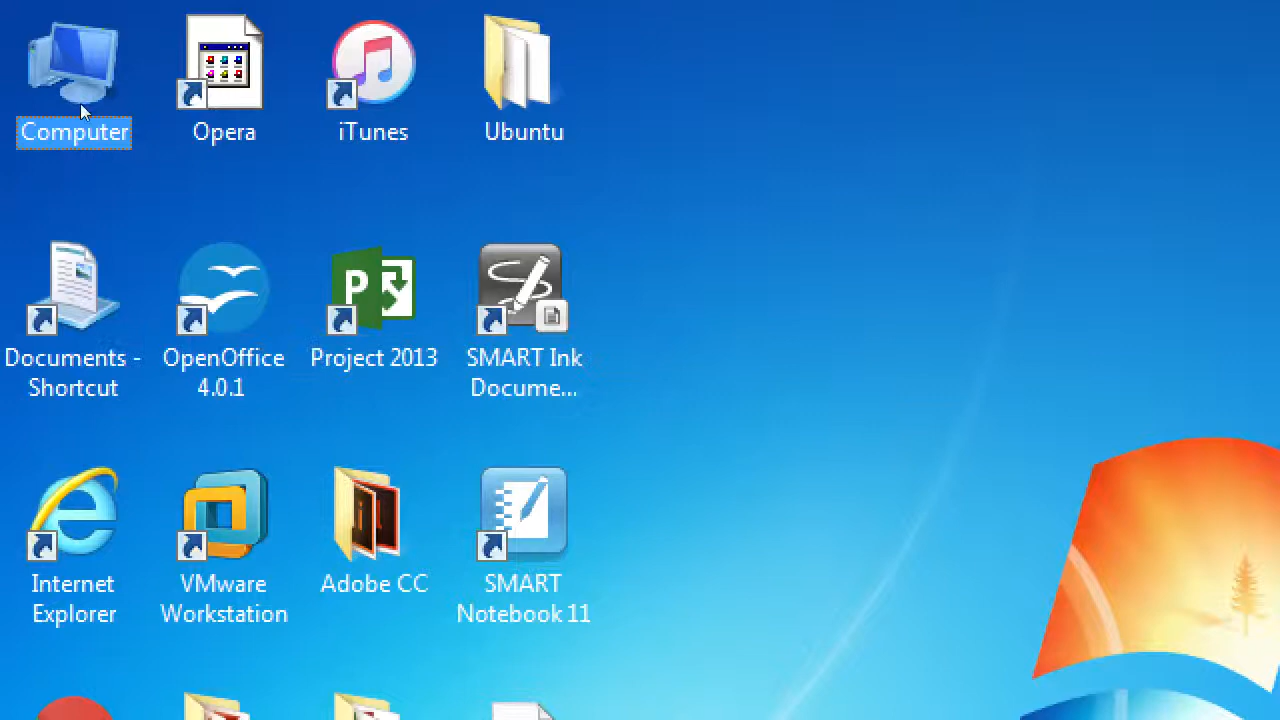 Computer
Opera
iTunes
Ubuntu
Documents -
Shortcut
OpenOffice
4.0.1
P
Project 2013
SMART Ink
Docume...
Internet
Explorer
VMware
Workstation
Adobe CC
SMART
Notebook 11